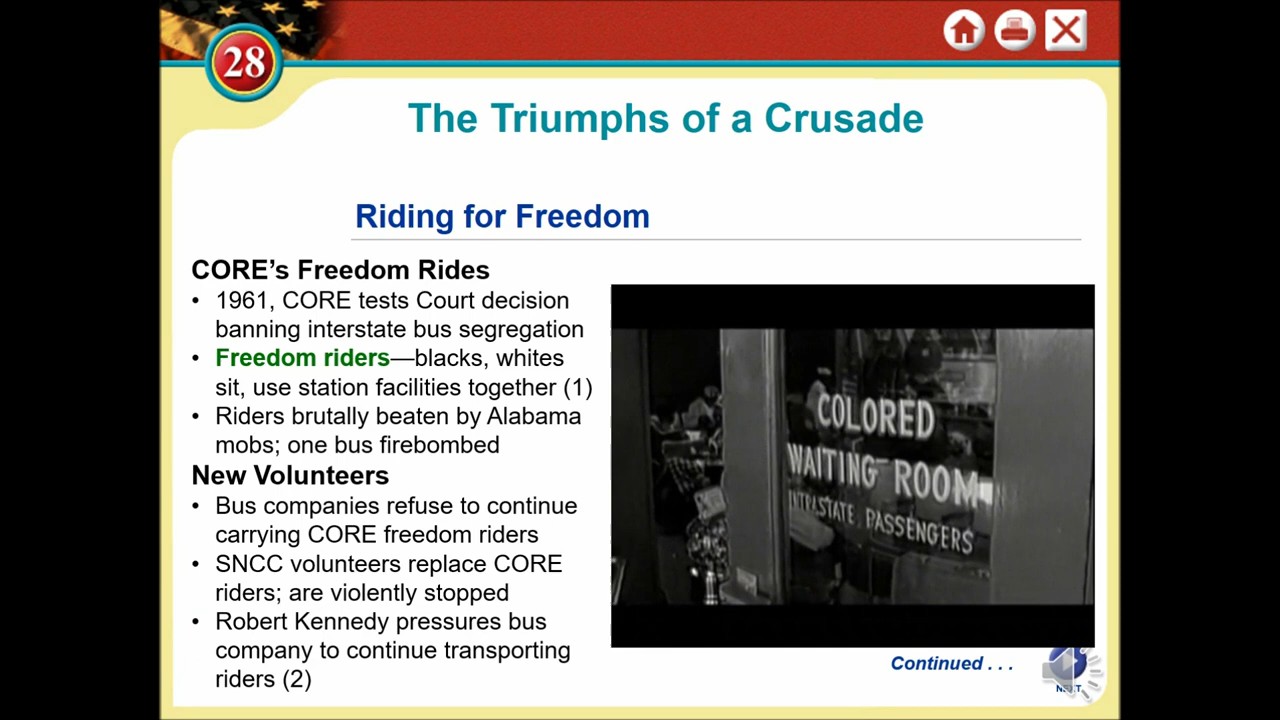 28
The Triumphs of a Crusade
Riding for Freedom
CORE’s Freedom Rides
• 1961, CORE tests Court decision
banning interstate bus segregation
• Freedom riders—blacks, whites
sit, use station facilities together (1)
• Riders brutally beaten by Alabama
mobs; one bus firebombed
New Volunteers
• Bus companies refuse to continue
carrying CORE freedom riders
• SNCC volunteers replace CORE
riders; are violently stopped
• Robert Kennedy pressures bus
company to continue transporting
riders (2)
COLORED
WAITING ROOM
INTRASTATE PASSENGERS
Continued . . .
NEXT